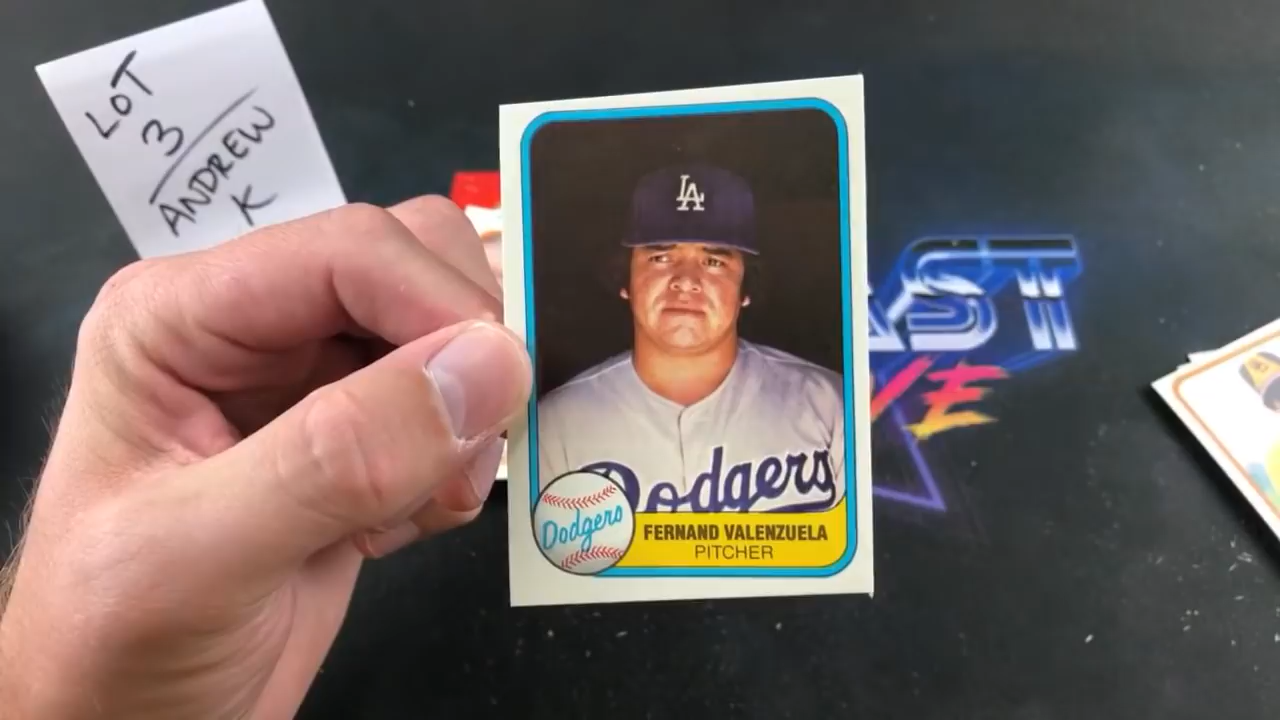 LOT
3
ANDREW
K
LA
Dodgers
Dodgers
FERNAND VALENZUELA
PITCHER